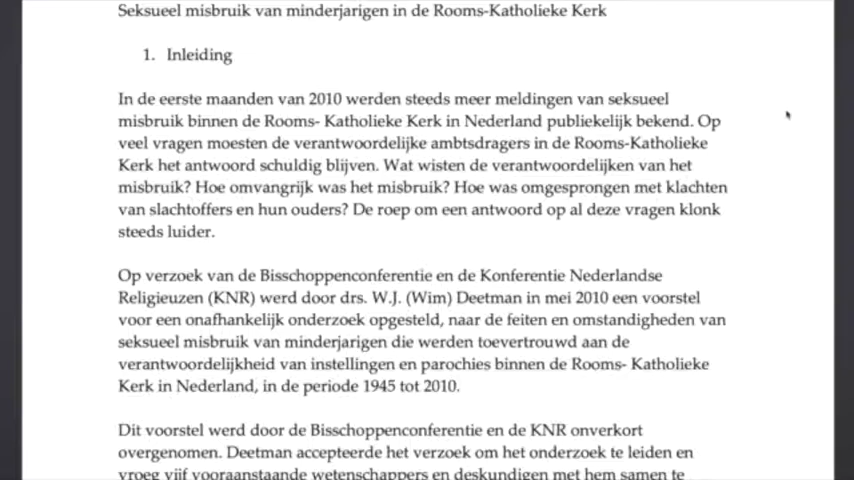 Seksueel misbruik van minderjarigen in de Rooms-Katholieke Kerk
1. Inleiding
In de eerste maanden van 2010 werden steeds meer meldingen van seksueel
misbruik binnen de Rooms- Katholieke Kerk in Nederland publiekelijk bekend. Op
veel vragen moesten de verantwoordelijke ambtsdragers in de Rooms-Katholieke
Kerk het antwoord schuldig blijven. Wat wisten de verantwoordelijken van het
misbruik? Hoe omvangrijk was het misbruik? Hoe was omgesprongen met klachten
van slachtoffers en hun ouders? De roep om een antwoord op al deze vragen klonk
steeds luider.
Op verzoek van de Bisschoppenconferentie en de Konferentie Nederlandse
Religieuzen (KNR) werd door drs. W.J. (Wim) Deetman in mei 2010 een voorstel
voor een onafhankelijk onderzoek opgesteld, naar de feiten en omstandigheden van
seksueel misbruik van minderjarigen die werden toevertrouwd aan de
verantwoordelijkheid van instellingen en parochies binnen de Rooms- Katholieke
Kerk in Nederland, in de periode 1945 tot 2010.
Dit voorstel werd door de Bisschoppenconferentie en de KNR onverkort
overgenomen. Deetman accepteerde het verzoek om het onderzoek te leiden en
vroeg vijf vooraanstaande wetenschappers en deskundigen met hem samen te